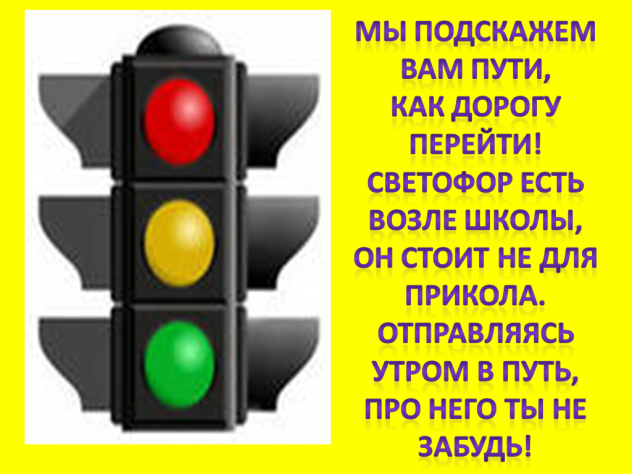 МЫ ПОДСКАЖЕМ
ВАМ ПУТИ,
КАК ДОРОГУ
ПЕРЕЙТИ!
СВЕТОФОР ЕСТЬ
ВОЗЛЕ ШКОЛЫ,
ОН СТОИТ НЕ ДЛЯ
ПРИКОЛА.
ОТПРАВЛЯЯСЬ
УТРОМ В ПУТЬ,
ПРО НЕГО ТЫ НЕ
ЗАБУДЬ!